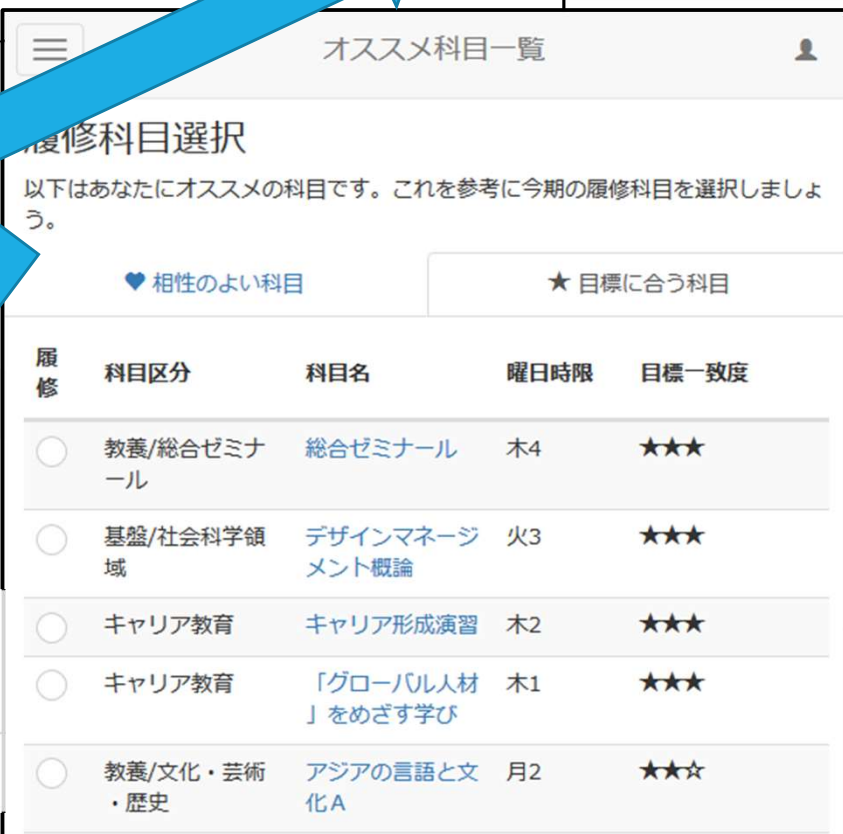 オススメ科目一覧
履修科目選択
以下はあなたにオススメの科目です。これを参考に今期の履修科目を選択しましょ
う。
♥ 相性のよい科目
★ 目標に合う科目
履修 科目区分 科目名 曜日時限 目標一致度
教養/総合ゼミナ 総合ゼミナール 木4 ★★★
ール
基盤/社会科学領 デザインマネージ 火3 ★★★
域 メント概論
キャリア教育 キャリア形成演習 木2 ★★★
キャリア教育 「グローバル人材 木1 ★★★
」をめざす学び
教養/文化・芸術 アジアの言語と文 月2 ★★☆
・歴史 化A